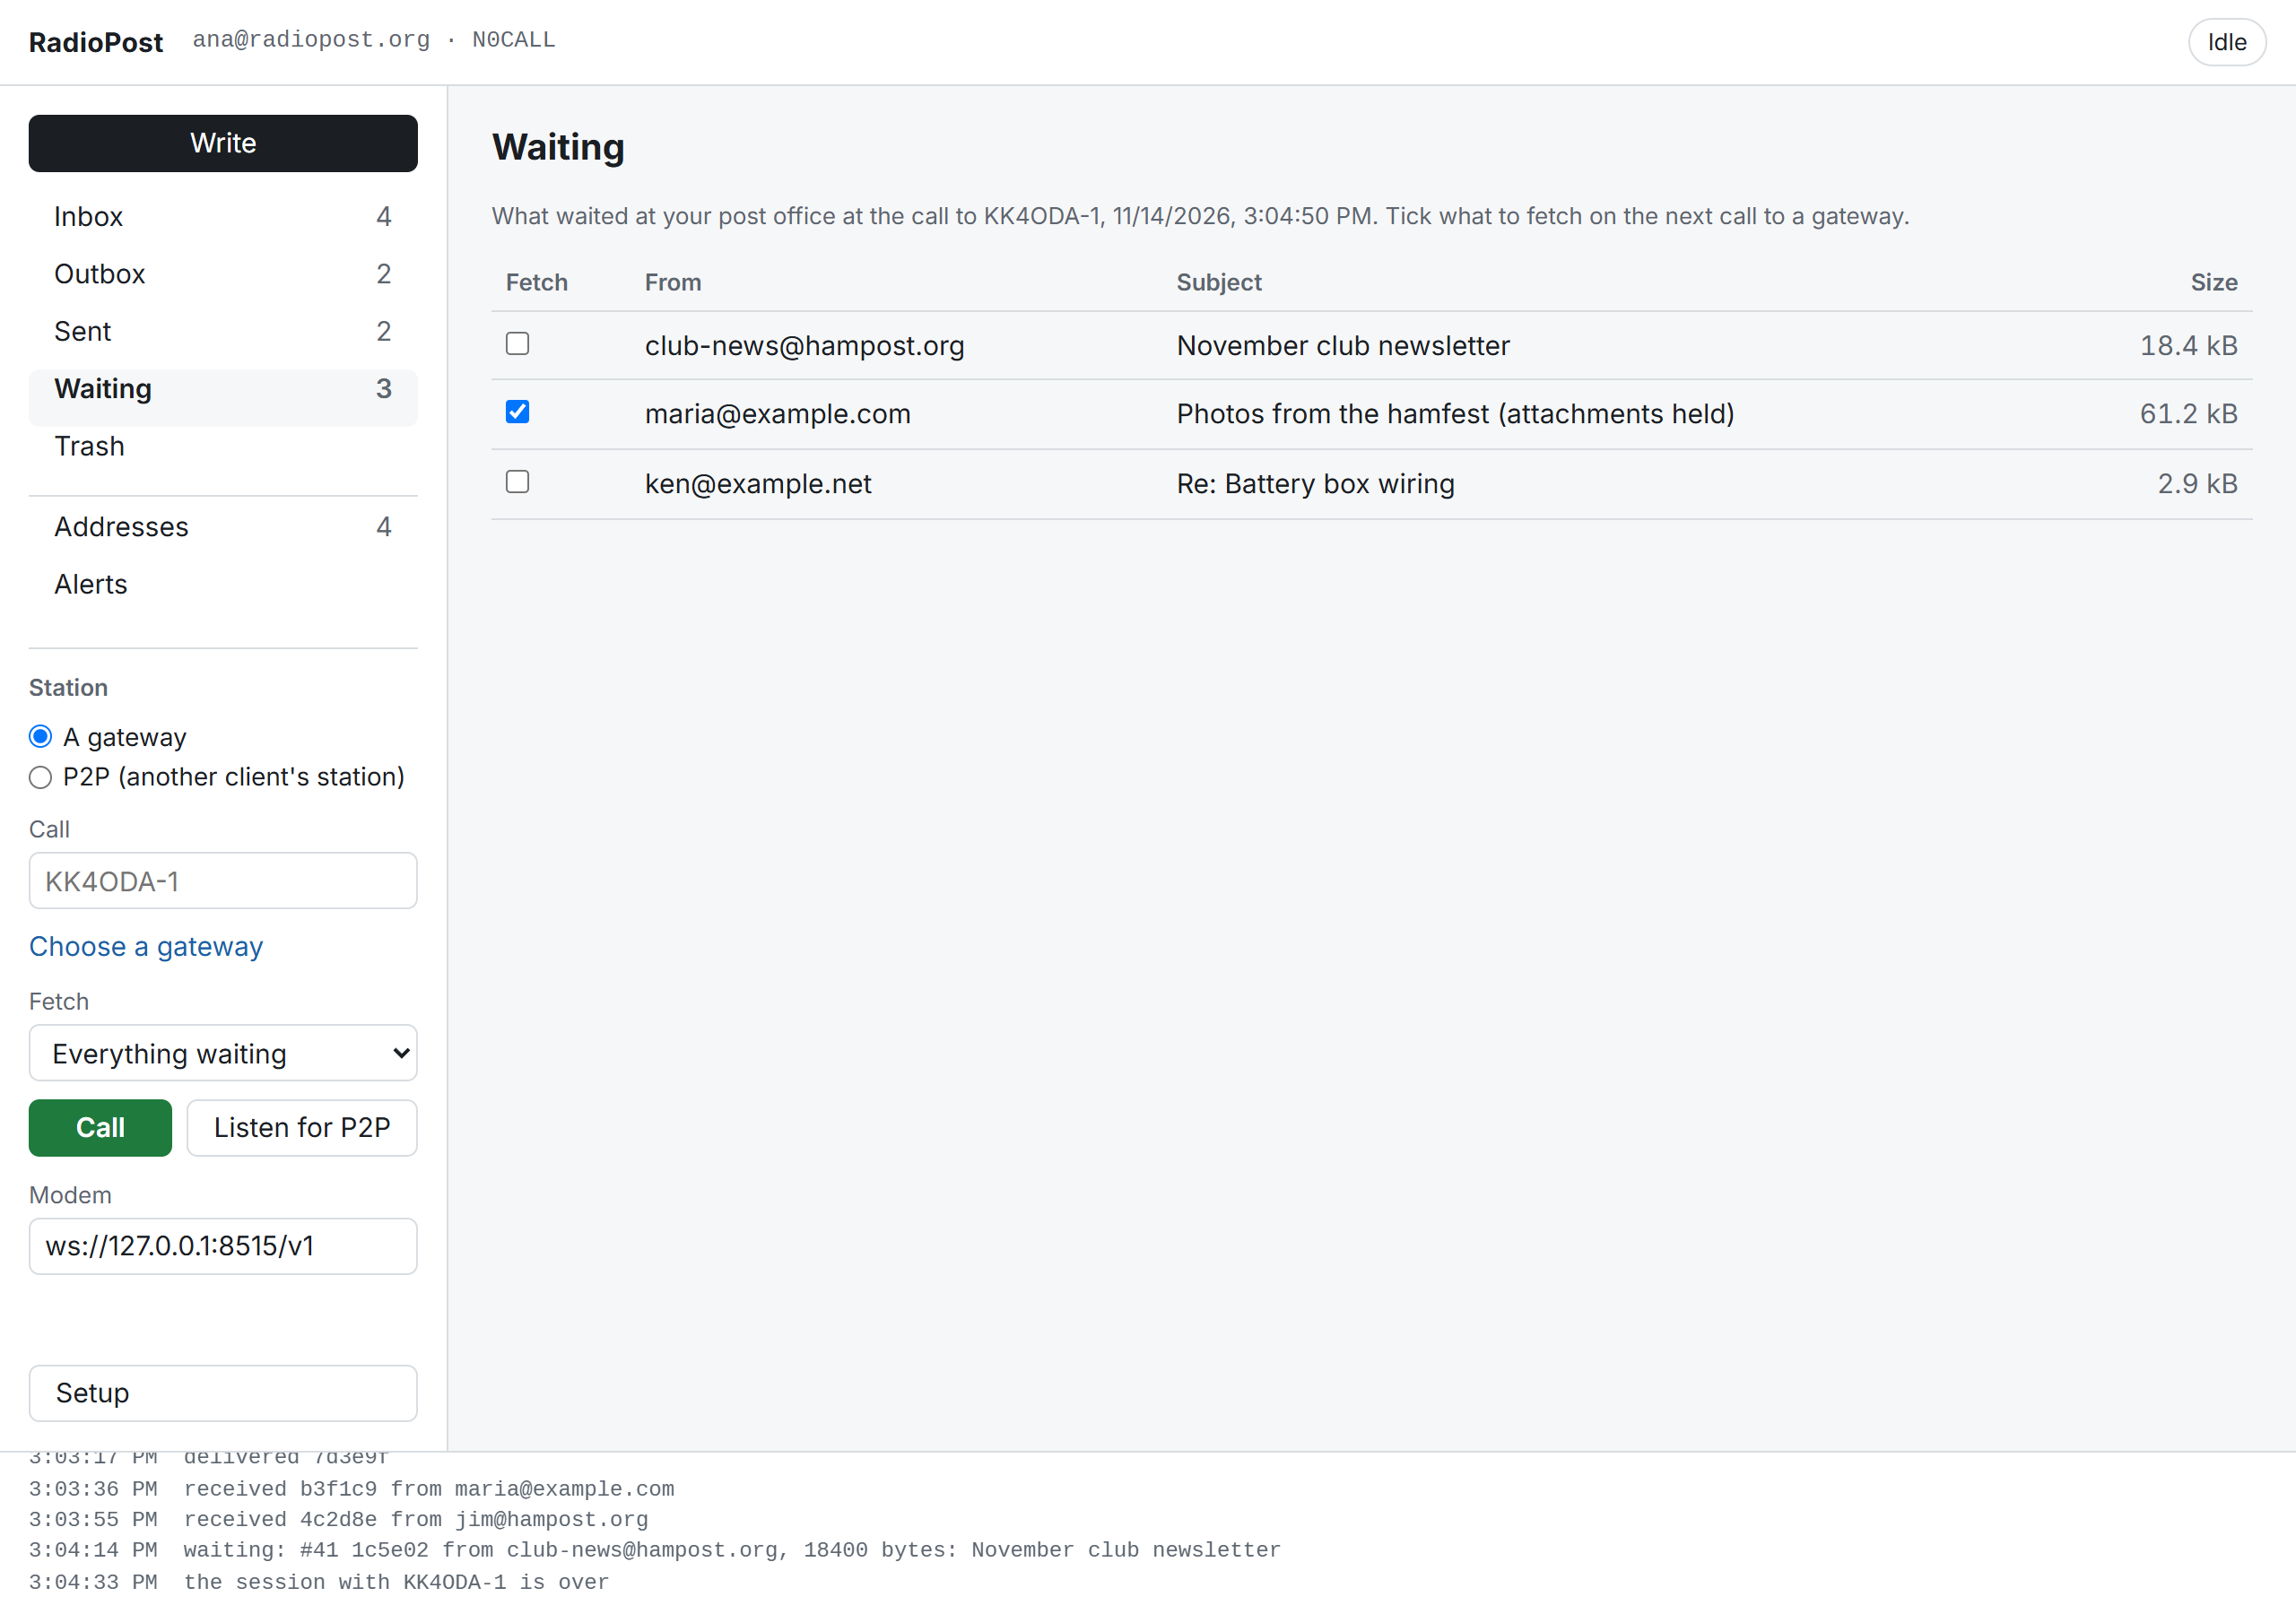 RadioPost ana@radiopost.org · N0CALL Idle
Write
Inbox 4
Outbox 2
Sent 2
Waiting 3
Trash
Addresses 4
Alerts
Station
A gateway
P2P (another client's station)
Call
KK4ODA-1
Choose a gateway
Fetch
Everything waiting
Call Listen for P2P
Modem
ws://127.0.0.1:8515/v1
Setup
Waiting
What waited at your post office at the call to KK4ODA-1, 11/14/2026, 3:04:50 PM. Tick what to fetch on the next call to a gateway.
Fetch From Subject Size
club-news@hampost.org November club newsletter 18.4 kB
maria@example.com Photos from the hamfest (attachments held) 61.2 kB
ken@example.net Re: Battery box wiring 2.9 kB
3:03:17 PM delivered 7d3e9f
3:03:36 PM received b3f1c9 from maria@example.com
3:03:55 PM received 4c2d8e from jim@hampost.org
3:04:14 PM waiting: #41 1c5e02 from club-news@hampost.org, 18400 bytes: November club newsletter
3:04:33 PM the session with KK4ODA-1 is over